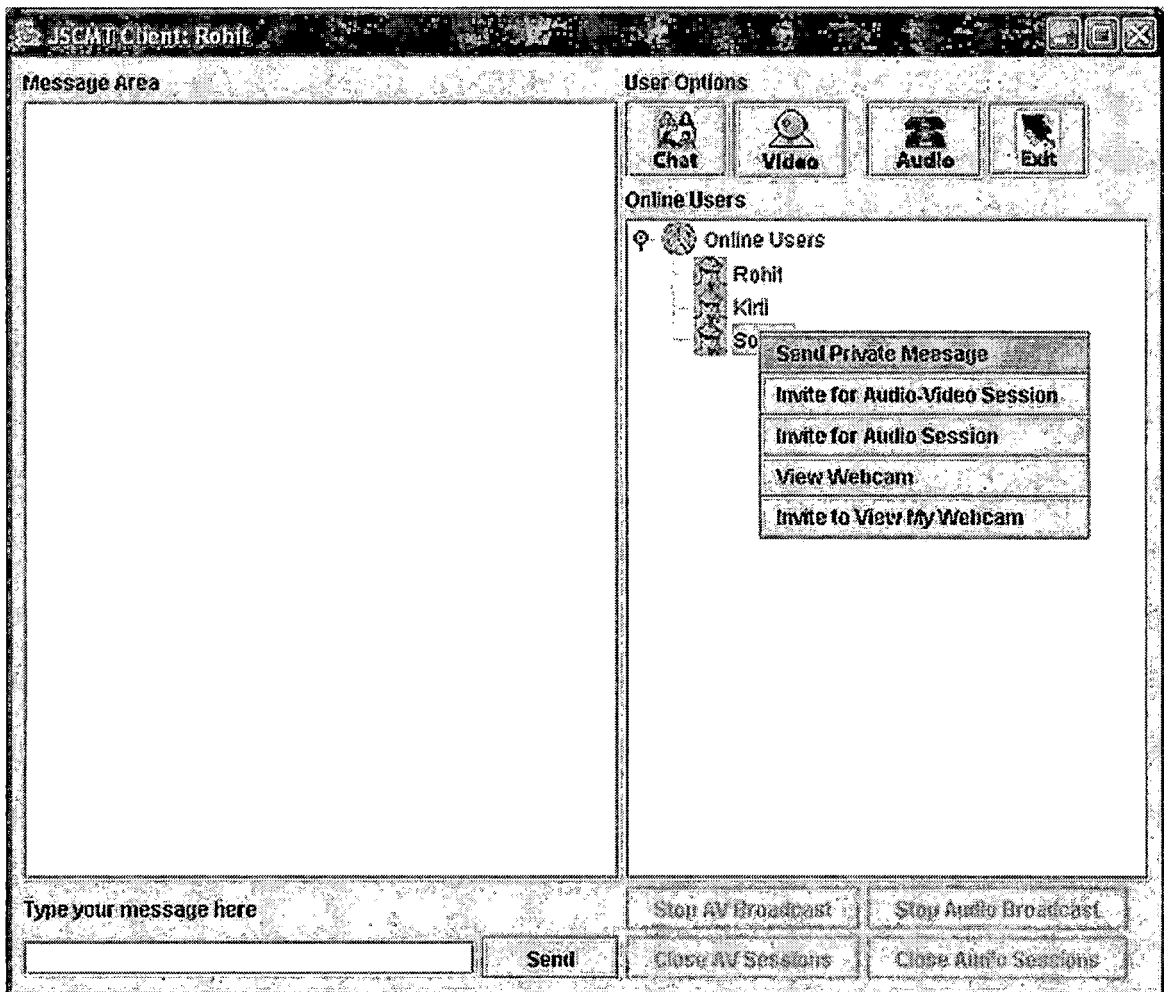 JSCMT Client: Rohit
Message Area
User Options
Chat Video Audio Exit
Online Users
Online Users
Rohit
Kirti
So
Send Private Message
Invite for Audio-Video Session
Invite for Audio Session
View Webcam
Invite to View My Webcam
Type your message here
Send
Stop AV Broadcast Stop Audio Broadcast
Close AV Sessions Close Audio Sessions